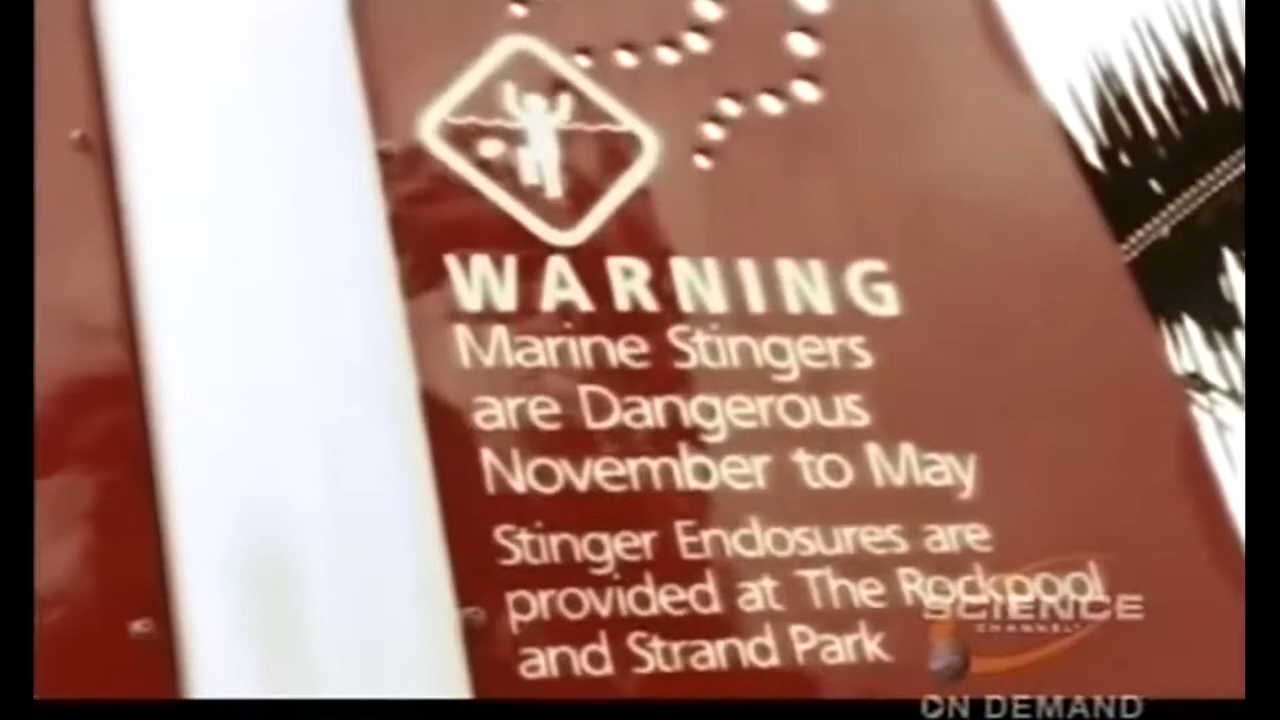 WARNING
Marine Stingers
are Dangerous
November to May
Stinger Enclosures are
provided at The Rockpool
and Strand Park
SCIENCE
CHANNEL
ON DEMAND